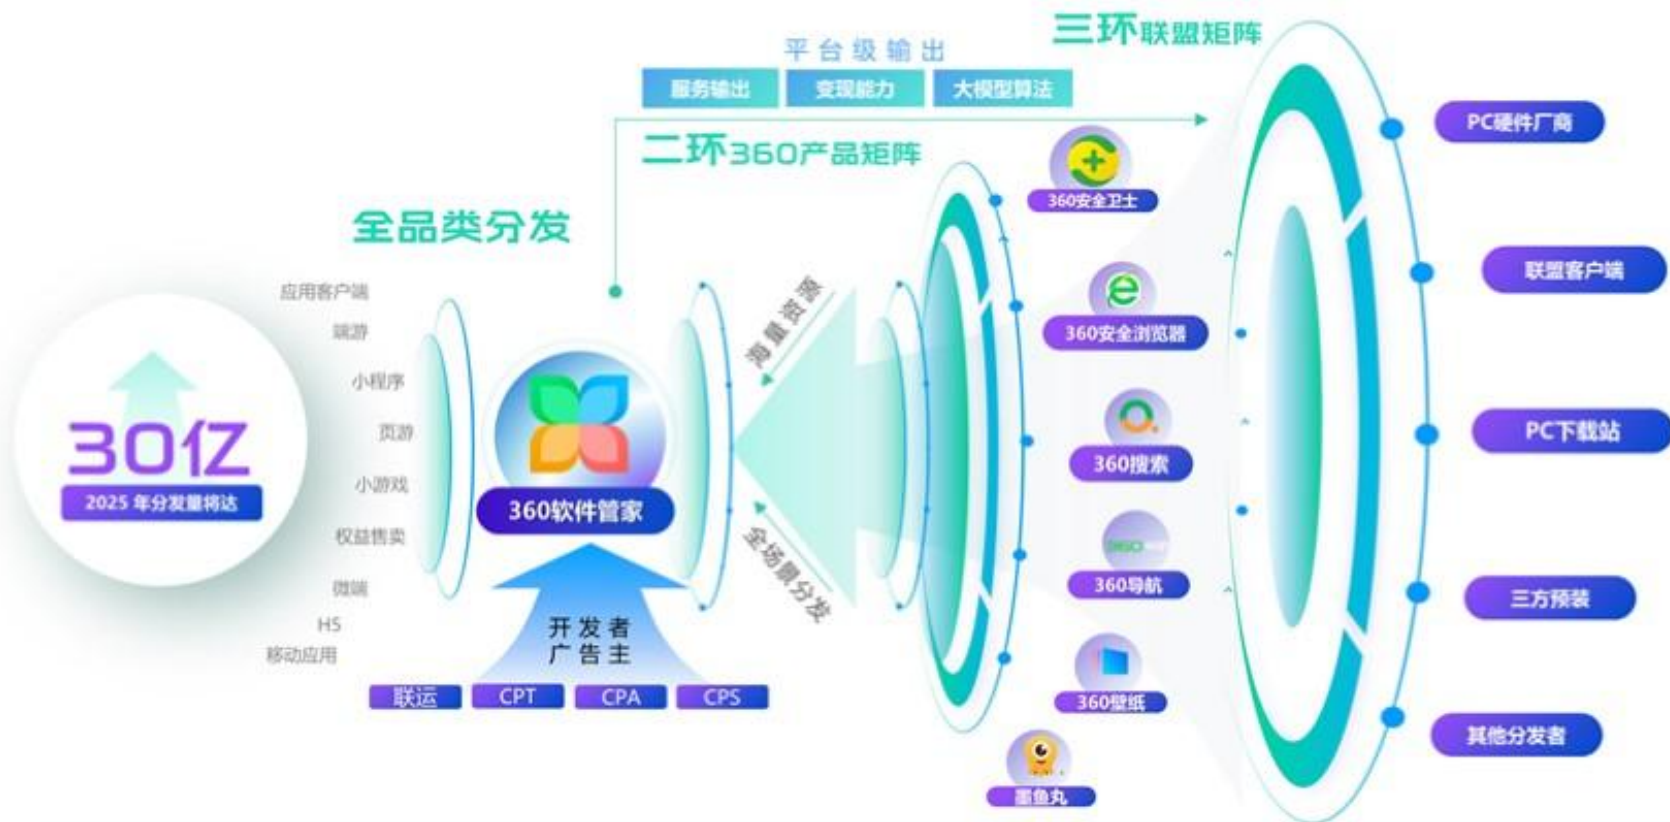 三环联盟矩阵
平台级输出
服务输出
变现能力
大模型算法
二环360产品矩阵
全品类分发
30亿
2025 年分发量将达
应用客户端
端游
小程序
页游
小游戏
权益售卖
微端
H5
移动应用
360软件管家
开发者
广告主
联运
CPT
CPA
CPS
海量资源
全场景分发
360安全卫士
360安全浏览器
360搜索
360
360导航
360壁纸
墨鱼丸
PC硬件厂商
联盟客户端
PC下载站
三方预装
其他分发者